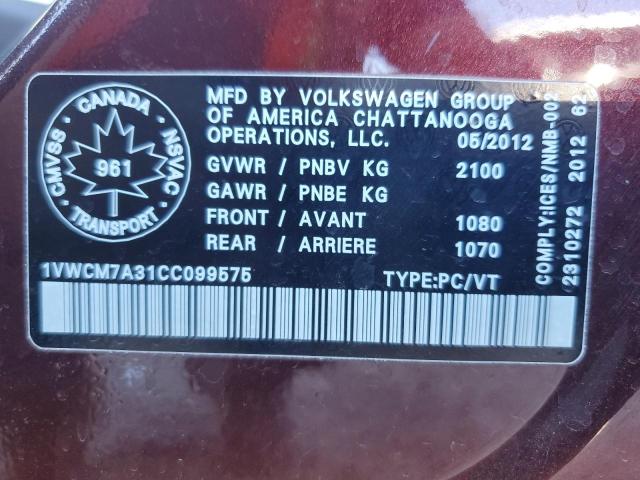 CANADA
CMVSS
NSVAC
961
TRANSPORT
MFD BY VOLKSWAGEN GROUP
OF AMERICA CHATTANOOGA
OPERATIONS, LLC. 05/2012
GVWR / PNBV KG 2100
GAWR / PNBE KG
FRONT / AVANT 1080
REAR / ARRIERE 1070
1VWCM7A31CC099575 TYPE:PC/VT
COMPLY:ICES/NMB-002
2310272 2012 62